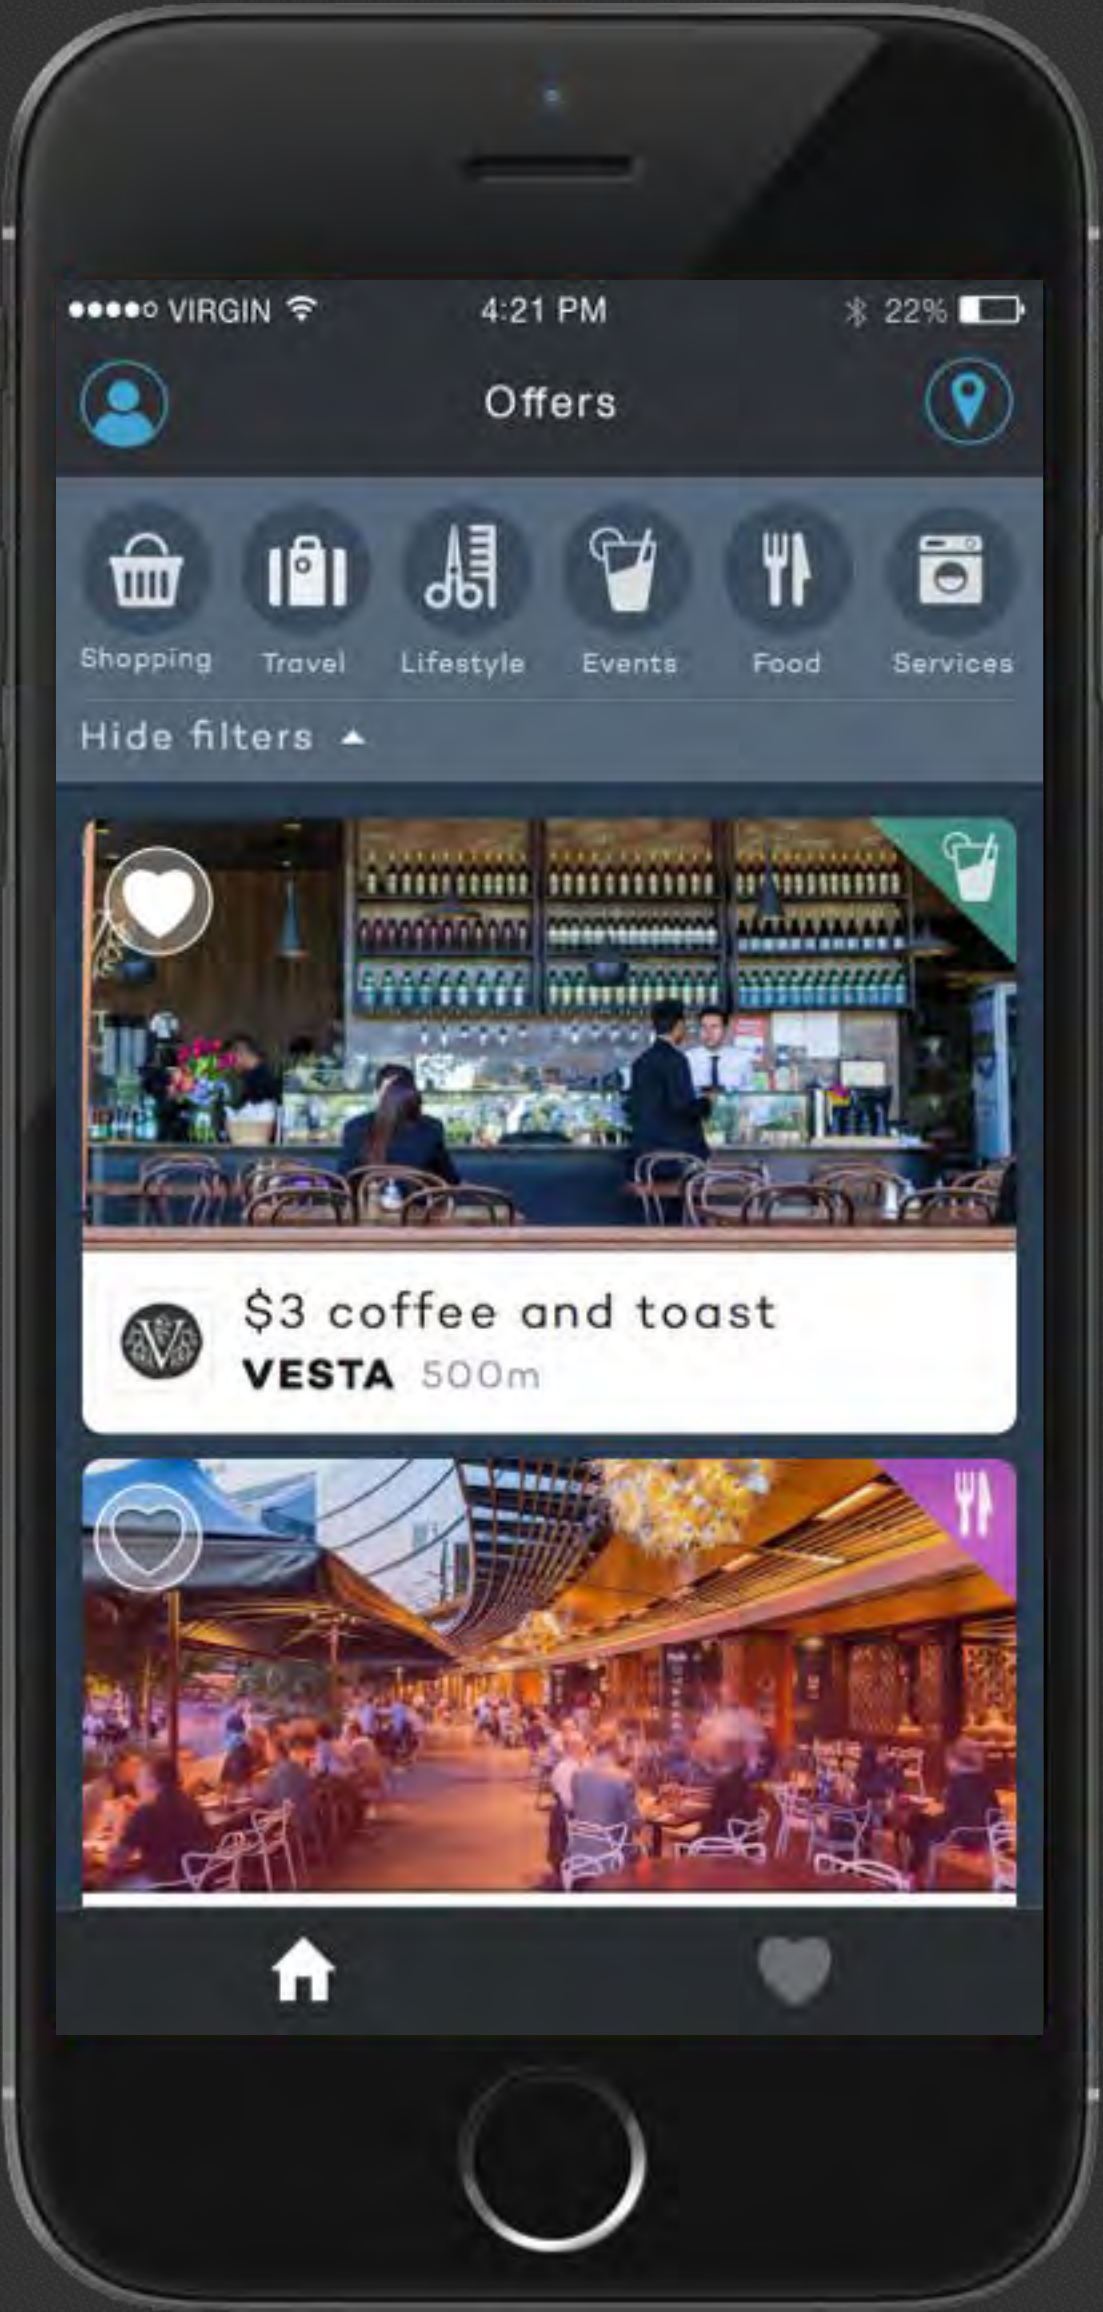 VIRGIN 4:21 PM 22%
Offers
Shopping Travel Lifestyle Events Food Services
Hide filters
$3 coffee and toast
VESTA 500m